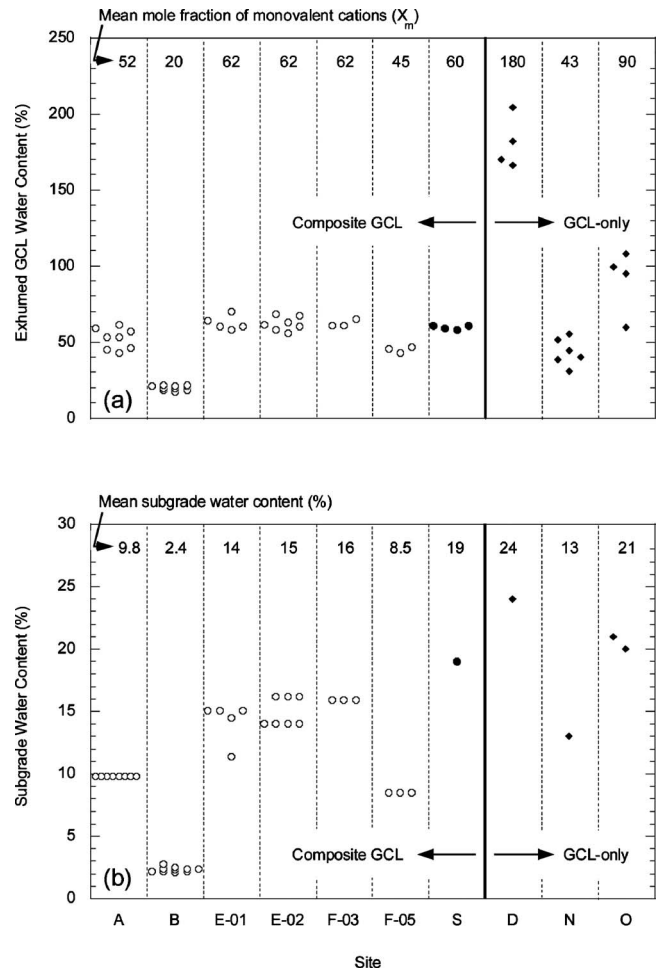 Mean mole fraction of monovalent cations (Xm)
250
52 20 62 62 62 45 60 180 43 90
200
150
Composite GCL GCL-only
100
50
(a)
0
Exhumed GCL Water Content (%)
Mean subgrade water content (%)
30
9.8 2.4 14 15 16 8.5 19 24 13 21
25
20
15
10
5
Composite GCL GCL-only
(b)
0
Subgrade Water Content (%)
A B E-01 E-02 F-03 F-05 S D N O
Site